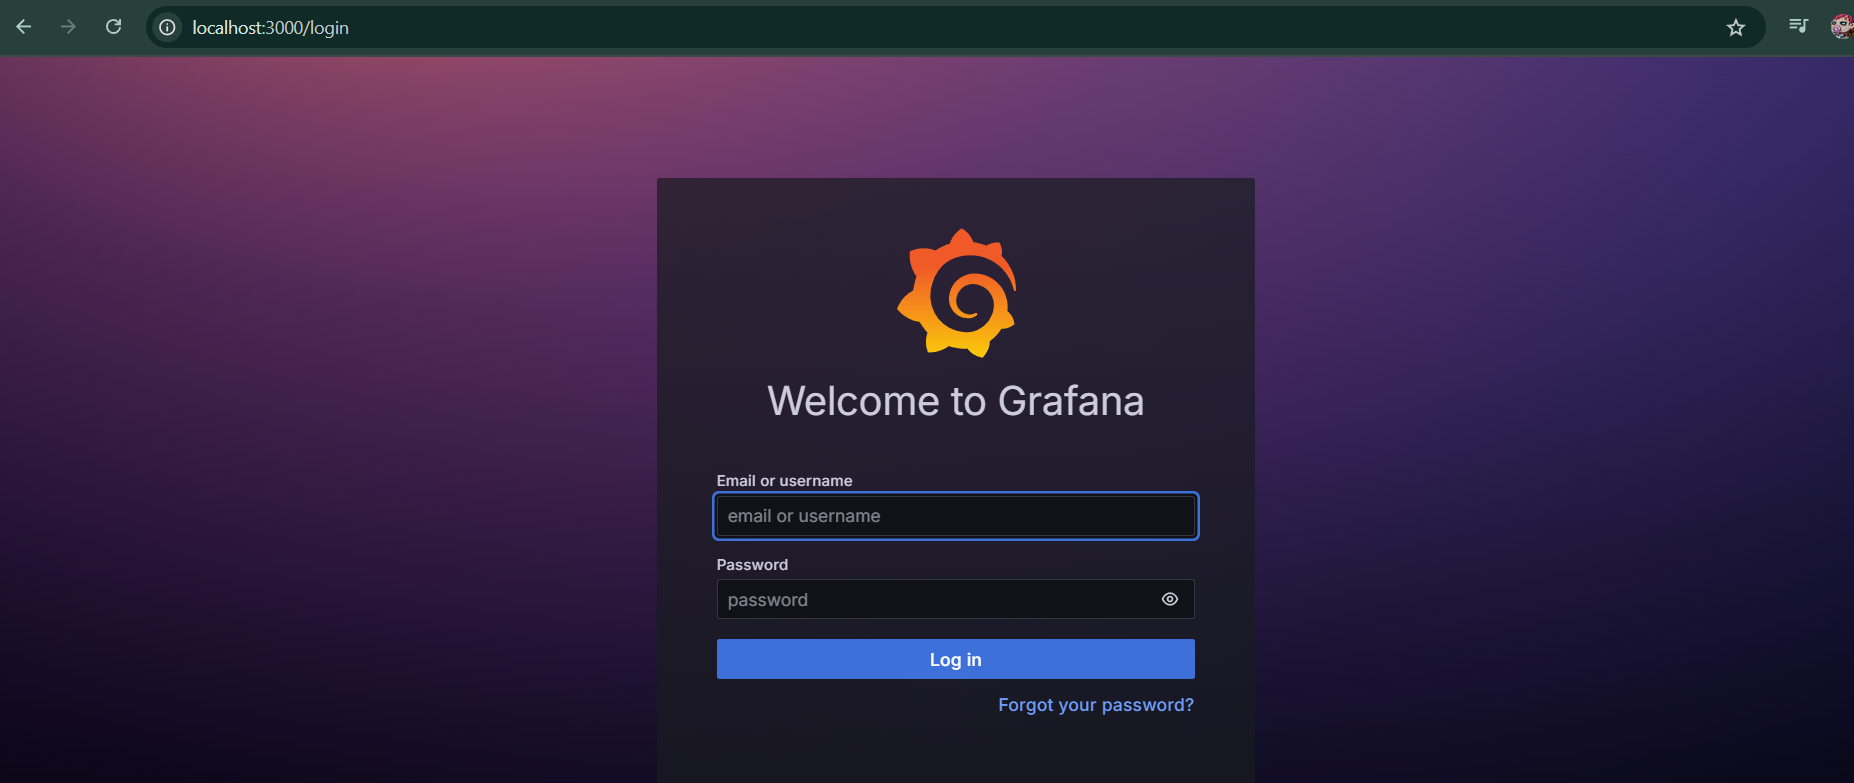 localhost:3000/login
Welcome to Grafana
Email or username
email or username
Password
password
Log in
Forgot your password?